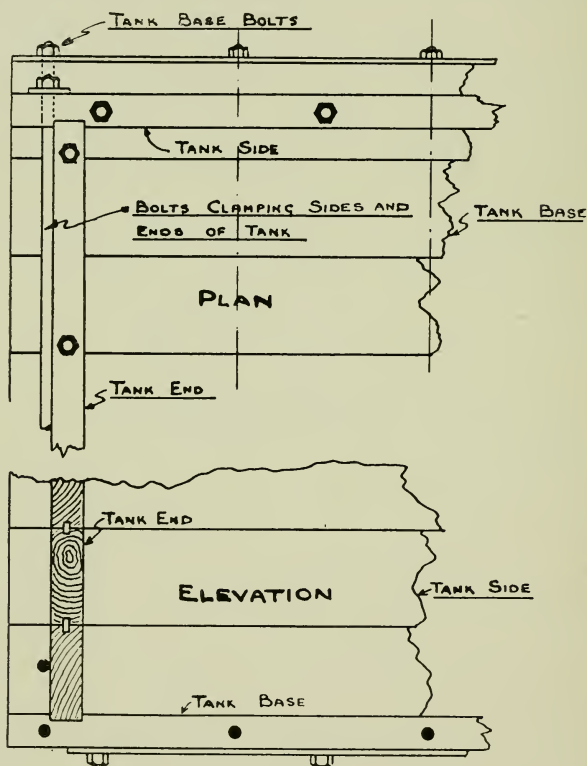 TANK BASE BOLTS
TANK SIDE
BOLTS CLAMPING SIDES AND
ENDS OF TANK
TANK BASE
PLAN
TANK END
TANK END
ELEVATION
TANK SIDE
TANK BASE